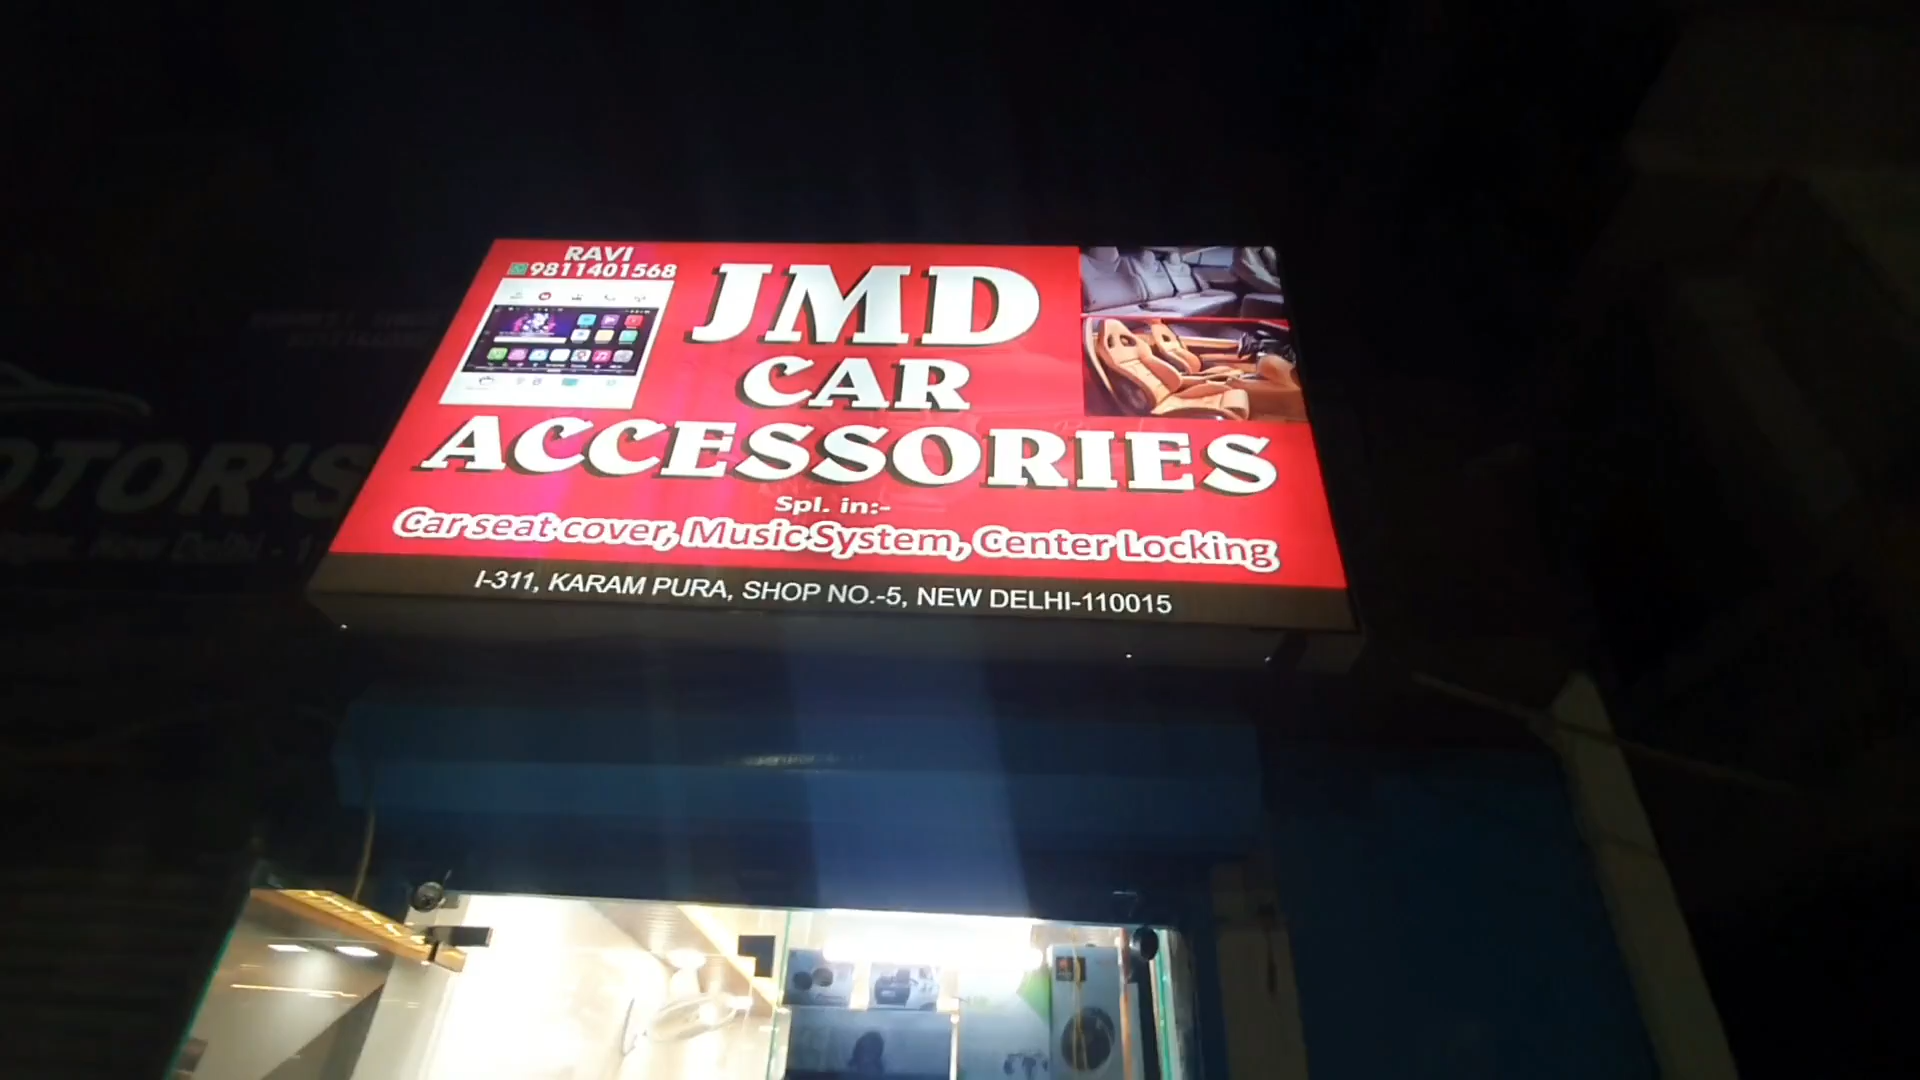 RAVI
9811401568
JMD
CAR
ACCESSORIES
Spl. in:-
Car seat cover, Music System, Center Locking
I-311, KARAM PURA, SHOP NO.-5, NEW DELHI-110015
OTOR'S
New Delhi - 1